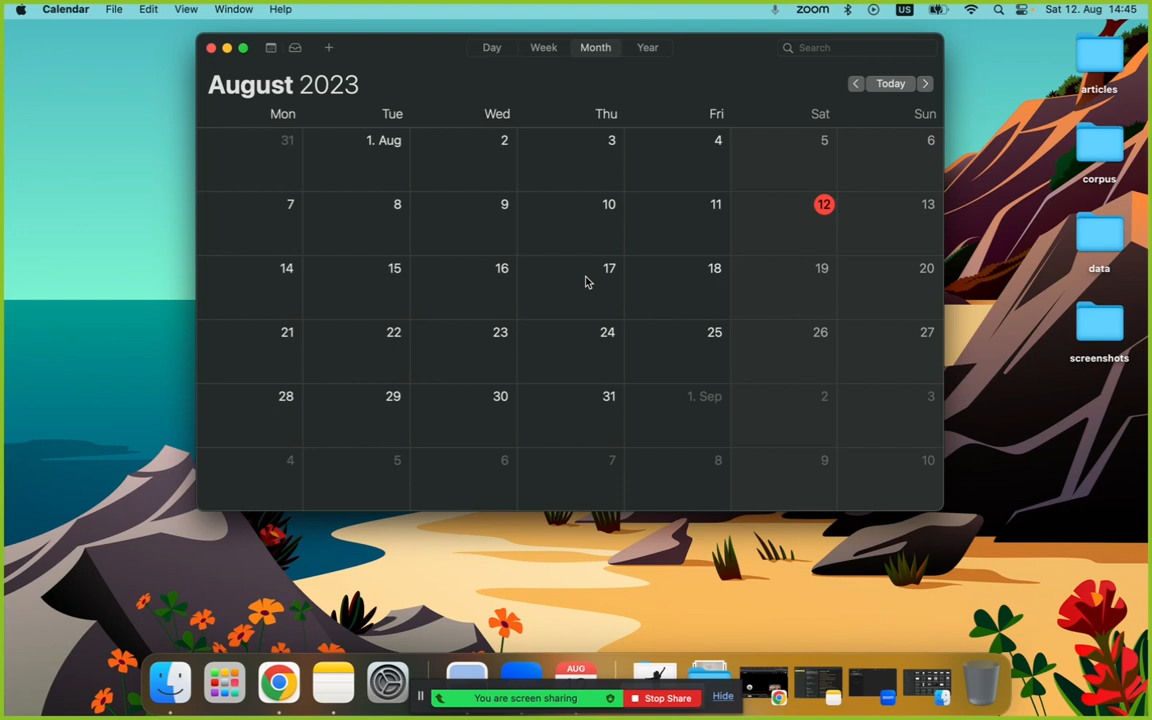 Calendar File Edit View Window Help zoom US Sat 12. Aug 14:45
Day Week Month Year Search
August 2023
Today
Mon Tue Wed Thu Fri Sat Sun
31 1. Aug 2 3 4 5 6
7 8 9 10 11 12 13
14 15 16 17 18 19 20
21 22 23 24 25 26 27
28 29 30 31 1. Sep 2 3
4 5 6 7 8 9 10
articles
corpus
data
screenshots
AUG
You are screen sharing Stop Share Hide